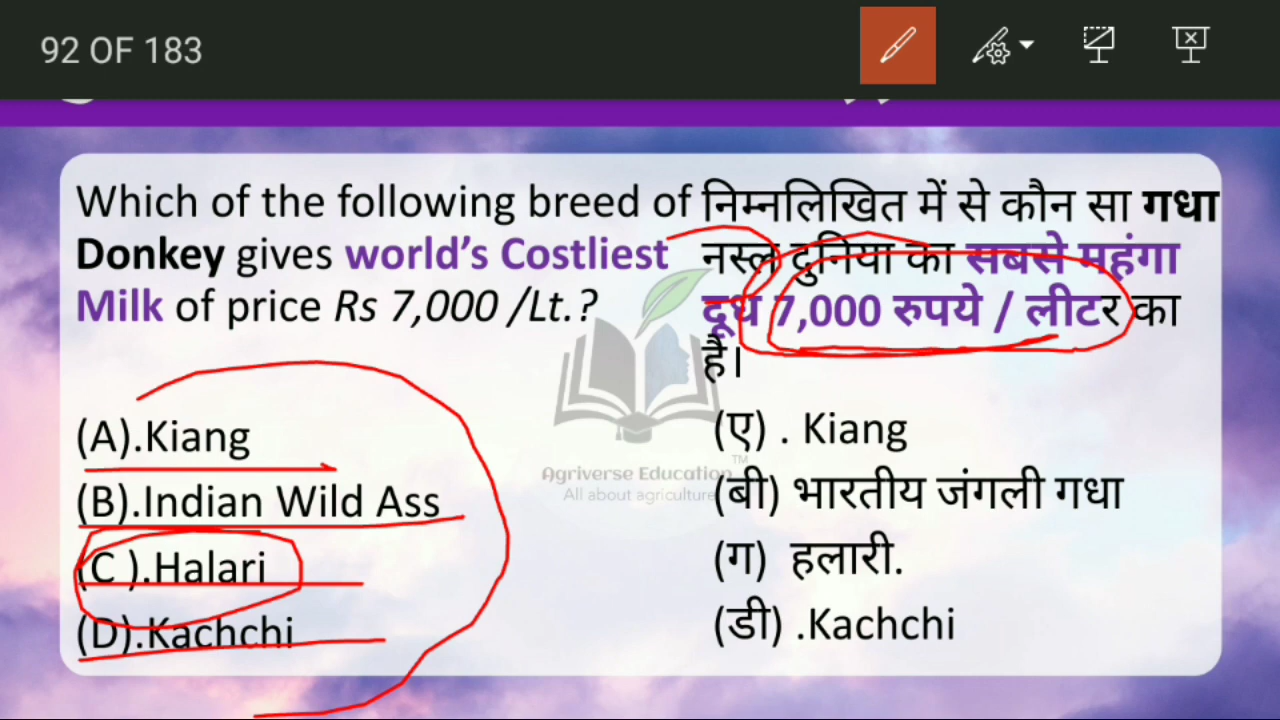 92 OF 183
Which of the following breed of
Donkey gives world's Costliest
Milk of price Rs 7,000 /Lt.?
(A).Kiang
(B).Indian Wild Ass
(C ).Halari
(D).Kachchi
निम्नलिखित में से कौन सा गधा
नस्ल दुनिया का सबसे महंगा
दूध 7,000 रुपये / लीटर का
है।
(ए) . Kiang
(बी) भारतीय जंगली गधा
(ग) हलारी.
(डी) .Kachchi
Agriverse Education™
All about agriculture